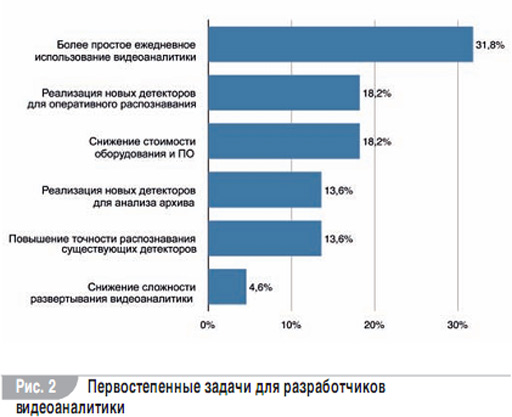 Более простое ежедневное
использование видеоаналитики
31,8%
Реализация новых детекторов
для оперативного распознавания
18,2%
Снижение стоимости
оборудования и ПО
18,2%
Реализация новых детекторов
для анализа архива
13,6%
Повышение точности распознавания
существующих детекторов
13,6%
Снижение сложности
развертывания видеоаналитики
4,6%
0% 10% 20% 30%
Рис. 2 Первостепенные задачи для разработчиков
видеоаналитики